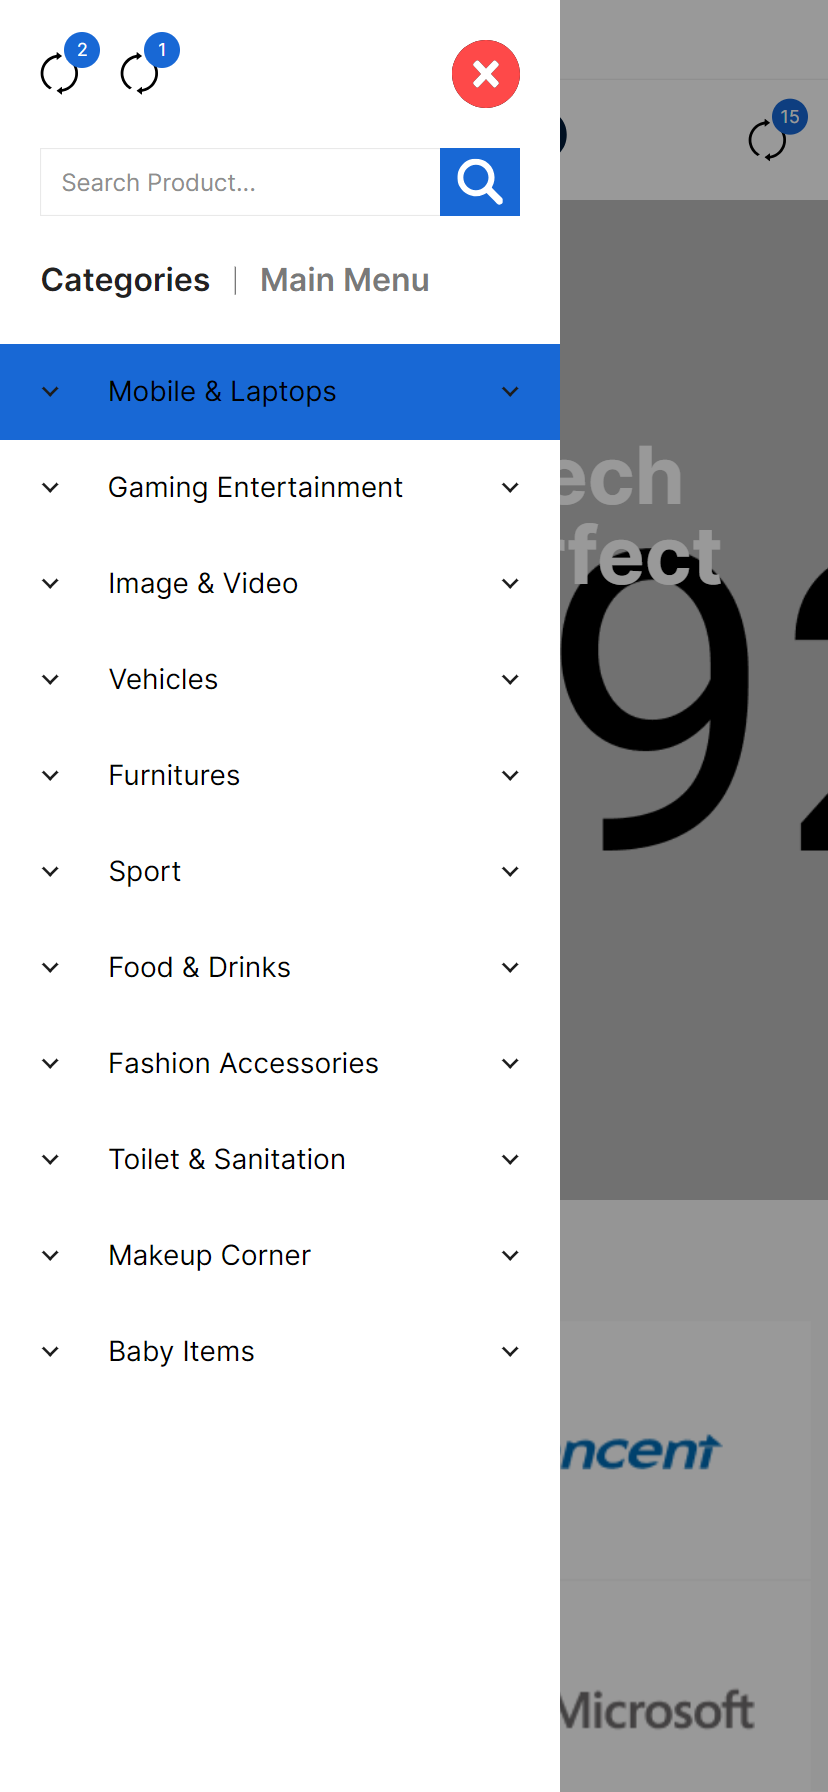 2
1
15
Search Product...
Categories | Main Menu
Mobile & Laptops
Gaming Entertainment
Image & Video
Vehicles
Furnitures
Sport
Food & Drinks
Fashion Accessories
Toilet & Sanitation
Makeup Corner
Baby Items
ech
fect
92
ncent
Microsoft